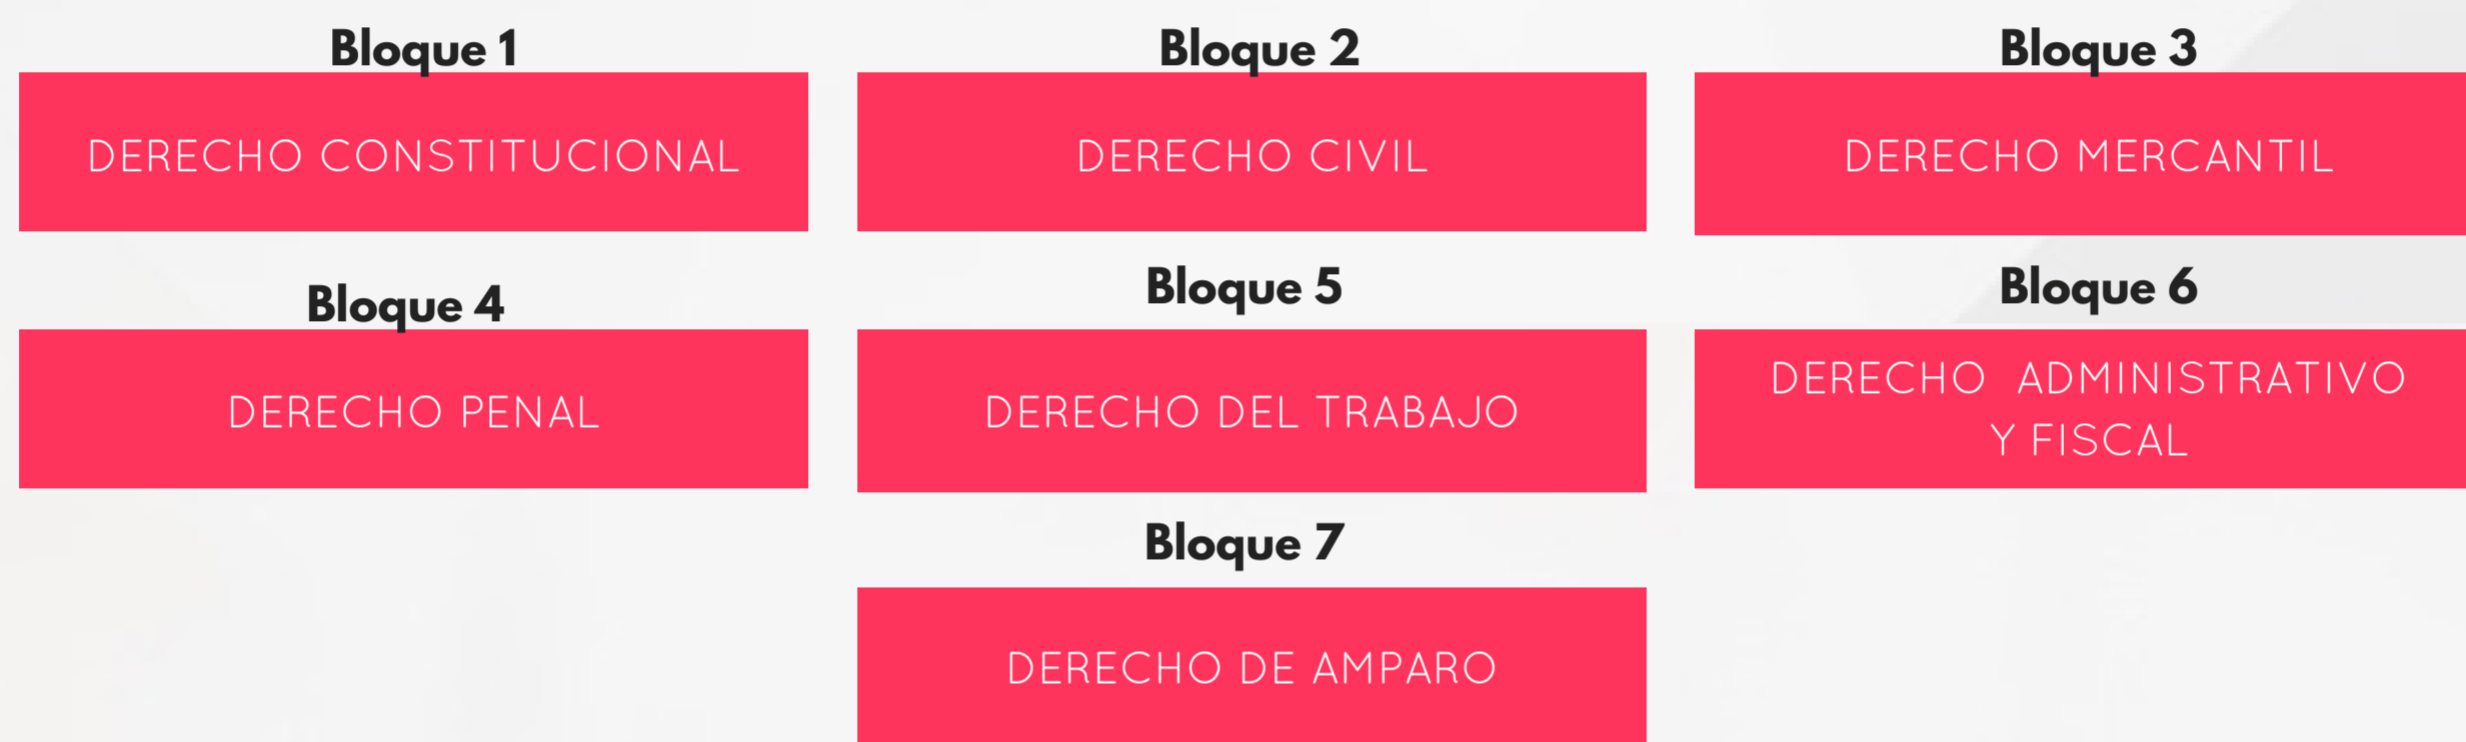 Bloque 1
DERECHO CONSTITUCIONAL
Bloque 2
DERECHO CIVIL
Bloque 3
DERECHO MERCANTIL
Bloque 4
DERECHO PENAL
Bloque 5
DERECHO DEL TRABAJO
Bloque 6
DERECHO ADMINISTRATIVO
Y FISCAL
Bloque 7
DERECHO DE AMPARO